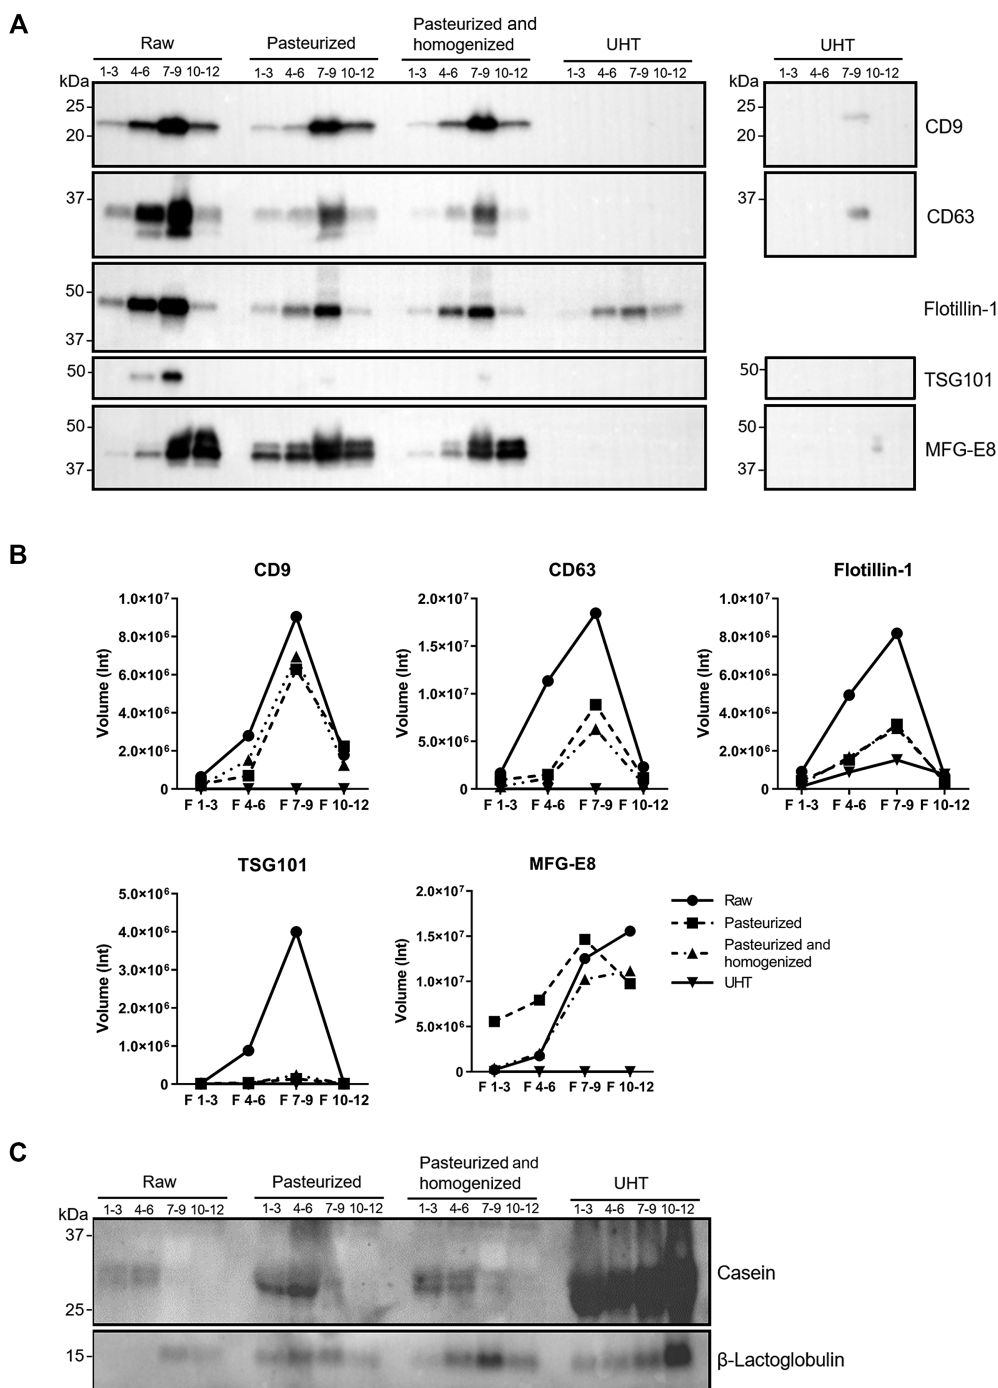 A
Raw Pasteurized Pasteurized and
homogenized UHT UHT
kDa 1-3 4-6 7-9 10-12 1-3 4-6 7-9 10-12 1-3 4-6 7-9 10-12 1-3 4-6 7-9 10-12 kDa 1-3 4-6 7-9 10-12
25 25
20 20 CD9
37 37
CD63
50
Flotillin-1
37
50 50 TSG101
50 50
MFG-E8
37 37
B
CD9 CD63 Flotillin-1
Volume (Int) Volume (Int) Volume (Int)
1.0×10⁷ 2.0×10⁷ 1.0×10⁷
8.0×10⁶ 1.5×10⁷ 8.0×10⁶
6.0×10⁶ 1.0×10⁷ 6.0×10⁶
4.0×10⁶ 5.0×10⁶ 4.0×10⁶
2.0×10⁶ 2.0×10⁶
0 0 0
F 1-3 F 4-6 F 7-9 F 10-12 F 1-3 F 4-6 F 7-9 F 10-12 F 1-3 F 4-6 F 7-9 F 10-12
TSG101 MFG-E8
Volume (Int) Volume (Int)
5.0×10⁶ 2.0×10⁷
4.0×10⁶ 1.5×10⁷
3.0×10⁶ 1.0×10⁷
2.0×10⁶ 5.0×10⁶
1.0×10⁶
0 0
F 1-3 F 4-6 F 7-9 F 10-12 F 1-3 F 4-6 F 7-9 F 10-12
Raw
Pasteurized
Pasteurized and
homogenized
UHT
C
Raw Pasteurized Pasteurized and
homogenized UHT
kDa 1-3 4-6 7-9 10-12 1-3 4-6 7-9 10-12 1-3 4-6 7-9 10-12 1-3 4-6 7-9 10-12
37
Casein
25
15 β-Lactoglobulin